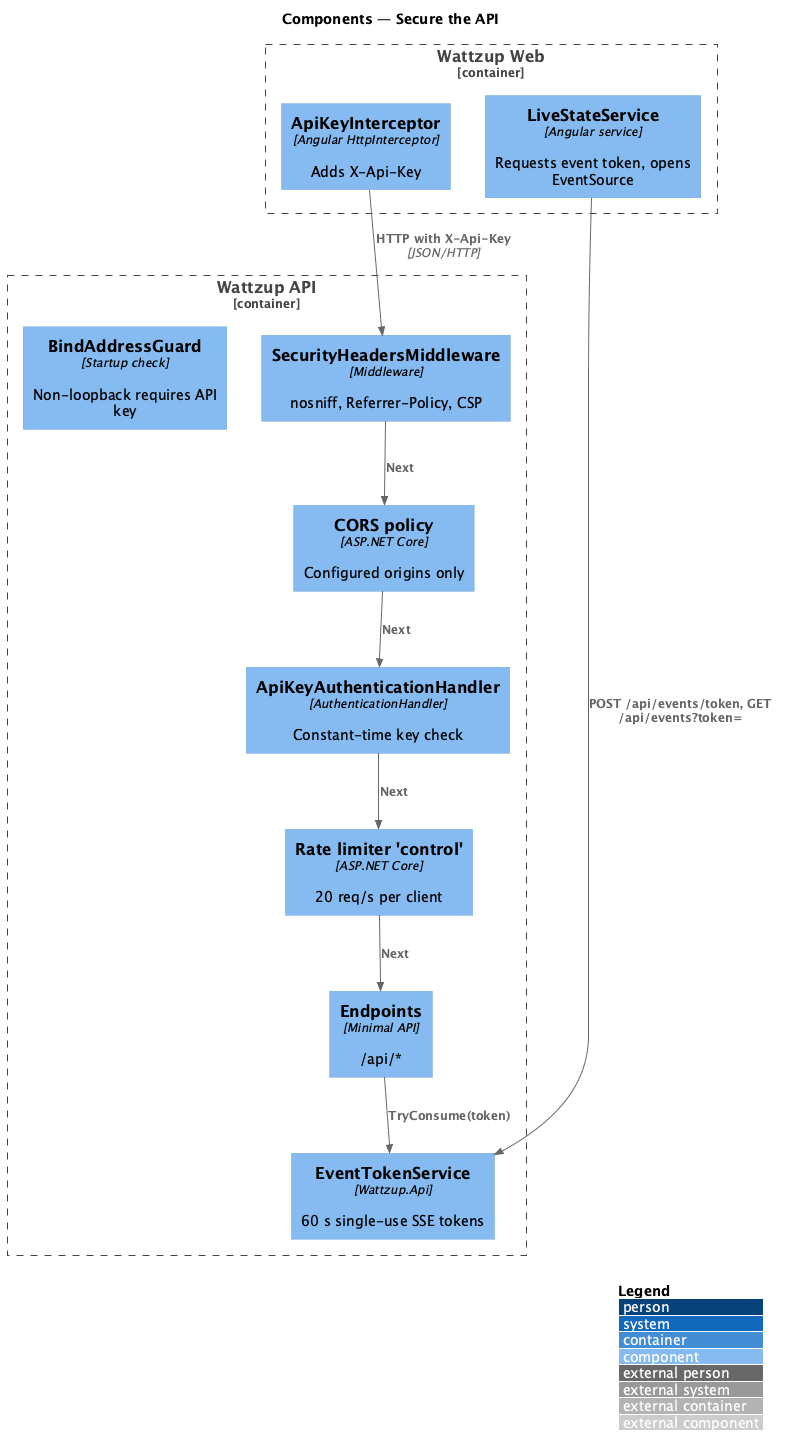 Components — Secure the API
Wattzup Web
[container]
ApiKeyInterceptor
[Angular HttpInterceptor]
Adds X-Api-Key
LiveStateService
[Angular service]
Requests event token, opens
EventSource
HTTP with X-Api-Key
[JSON/HTTP]
Wattzup API
[container]
BindAddressGuard
[Startup check]
Non-loopback requires API
key
SecurityHeadersMiddleware
[Middleware]
nosniff, Referrer-Policy, CSP
Next
CORS policy
[ASP.NET Core]
Configured origins only
Next
ApiKeyAuthenticationHandler
[AuthenticationHandler]
Constant-time key check
POST /api/events/token, GET
/api/events?token=
Next
Rate limiter 'control'
[ASP.NET Core]
20 req/s per client
Next
Endpoints
[Minimal API]
/api/*
TryConsume(token)
EventTokenService
[Wattzup.Api]
60 s single-use SSE tokens
Legend
person
system
container
component
external person
external system
external container
external component